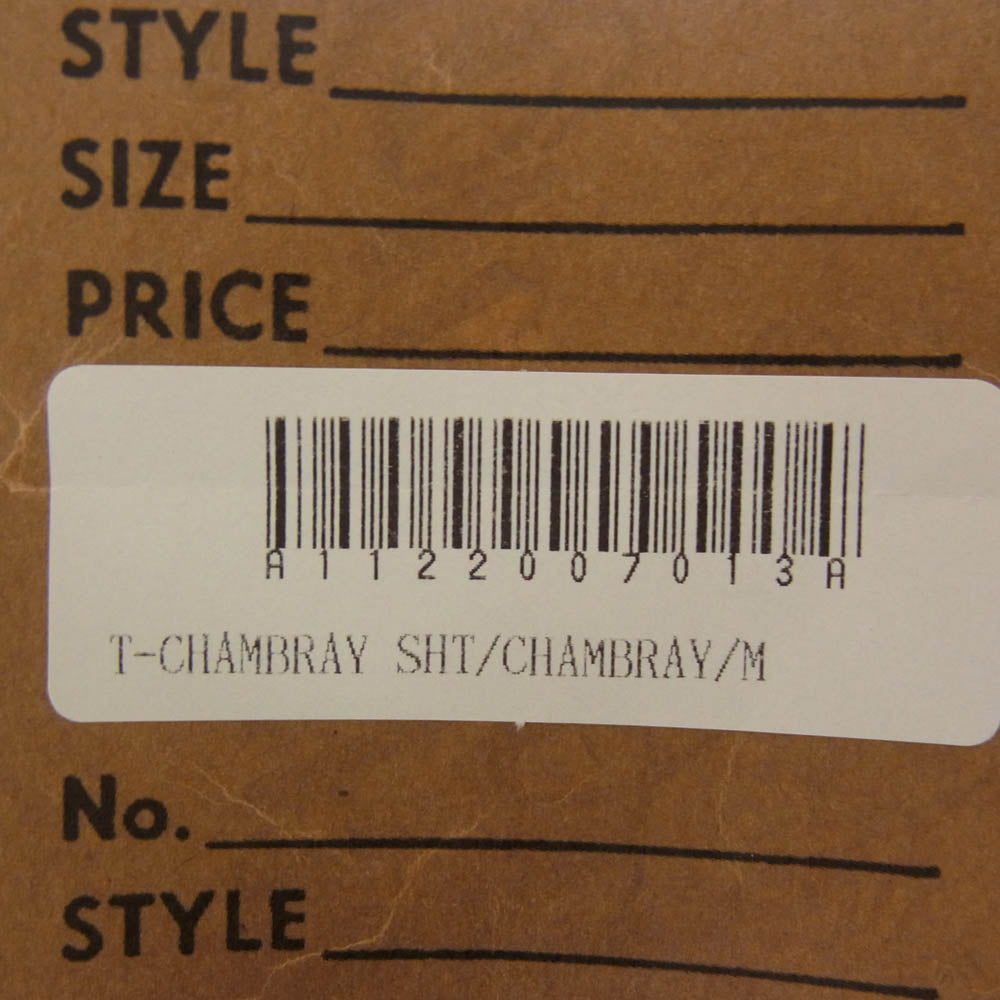 STYLE
SIZE
PRICE
A1122007013A
T-CHAMBRAY SHT/CHAMBRAY/M
No.
STYLE